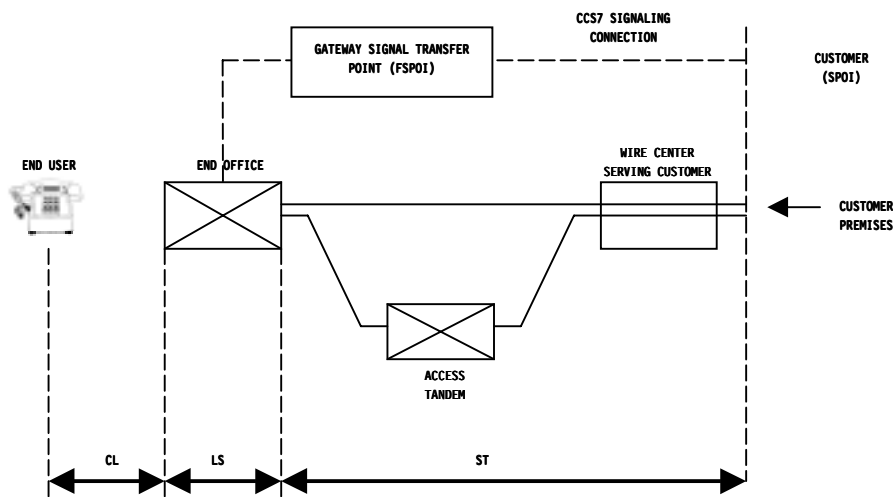 CCS7 SIGNALING
CONNECTION
GATEWAY SIGNAL TRANSFER
POINT (FSPOI)
CUSTOMER
(SPOI)
END USER
END OFFICE
WIRE CENTER
SERVING CUSTOMER
CUSTOMER
PREMISES
ACCESS
TANDEM
CL
LS
ST